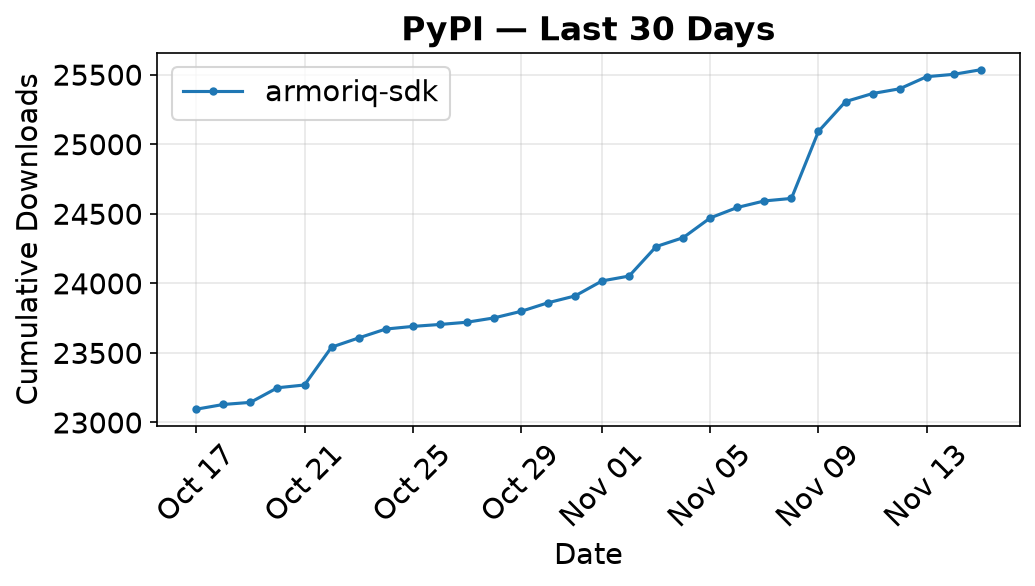 PyPI — Last 30 Days
armoriq-sdk
Cumulative Downloads
25500
25000
24500
24000
23500
23000
Oct 17
Oct 21
Oct 25
Oct 29
Nov 01
Nov 05
Nov 09
Nov 13
Date